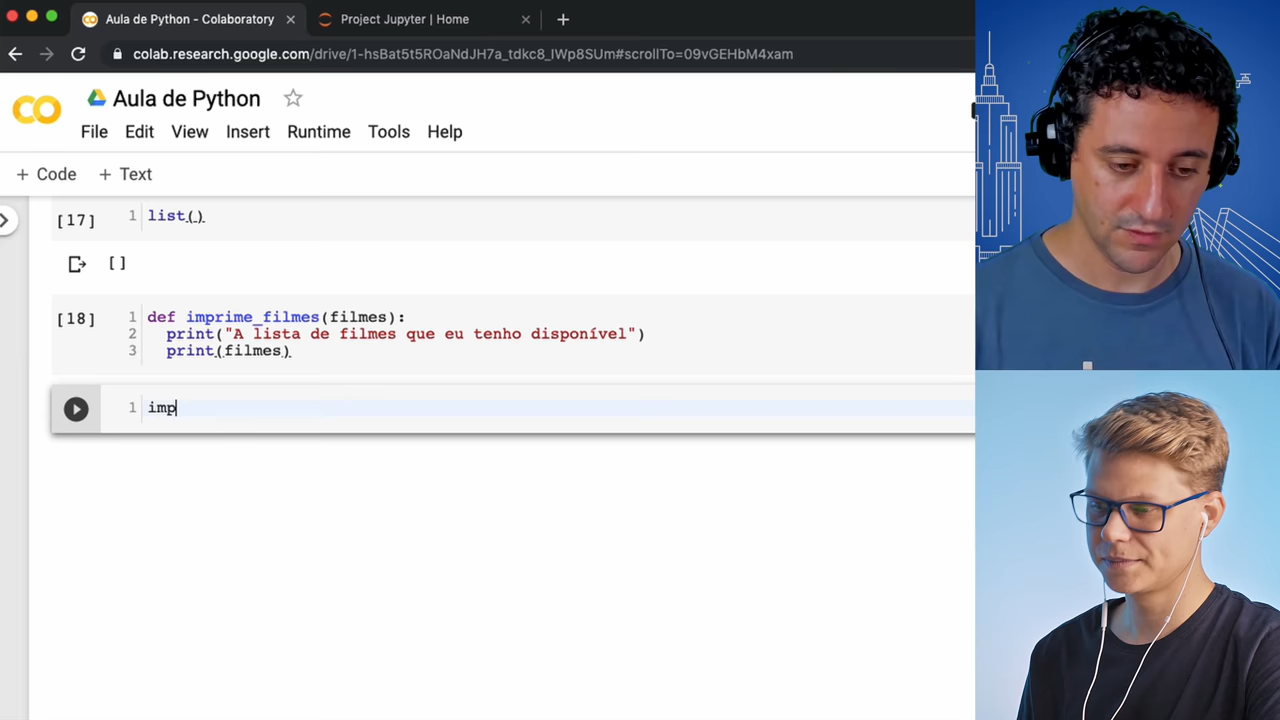 Aula de Python - Colaboratory
Project Jupyter | Home
colab.research.google.com/drive/1-hsBat5t5ROaNdJH7a_tdkc8_IWp8SUm#scrollTo=09vGEHbM4xam
Aula de Python
File Edit View Insert Runtime Tools Help
+ Code + Text
[17] 1 list()
[]
[18] 1 def imprime_filmes(filmes):
2 print("A lista de filmes que eu tenho disponível")
3 print(filmes)
1 imp